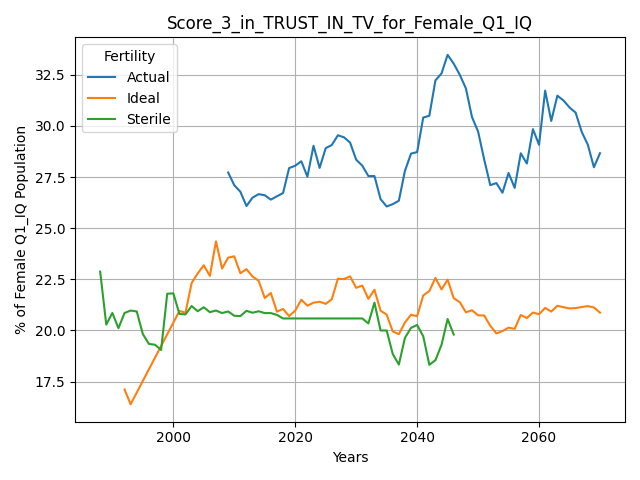 Score_3_in_TRUST_IN_TV_for_Female_Q1_IQ
Fertility
Actual
Ideal
Sterile
% of Female Q1_IQ Population
32.5
30.0
27.5
25.0
22.5
20.0
17.5
2000
2020
2040
2060
Years